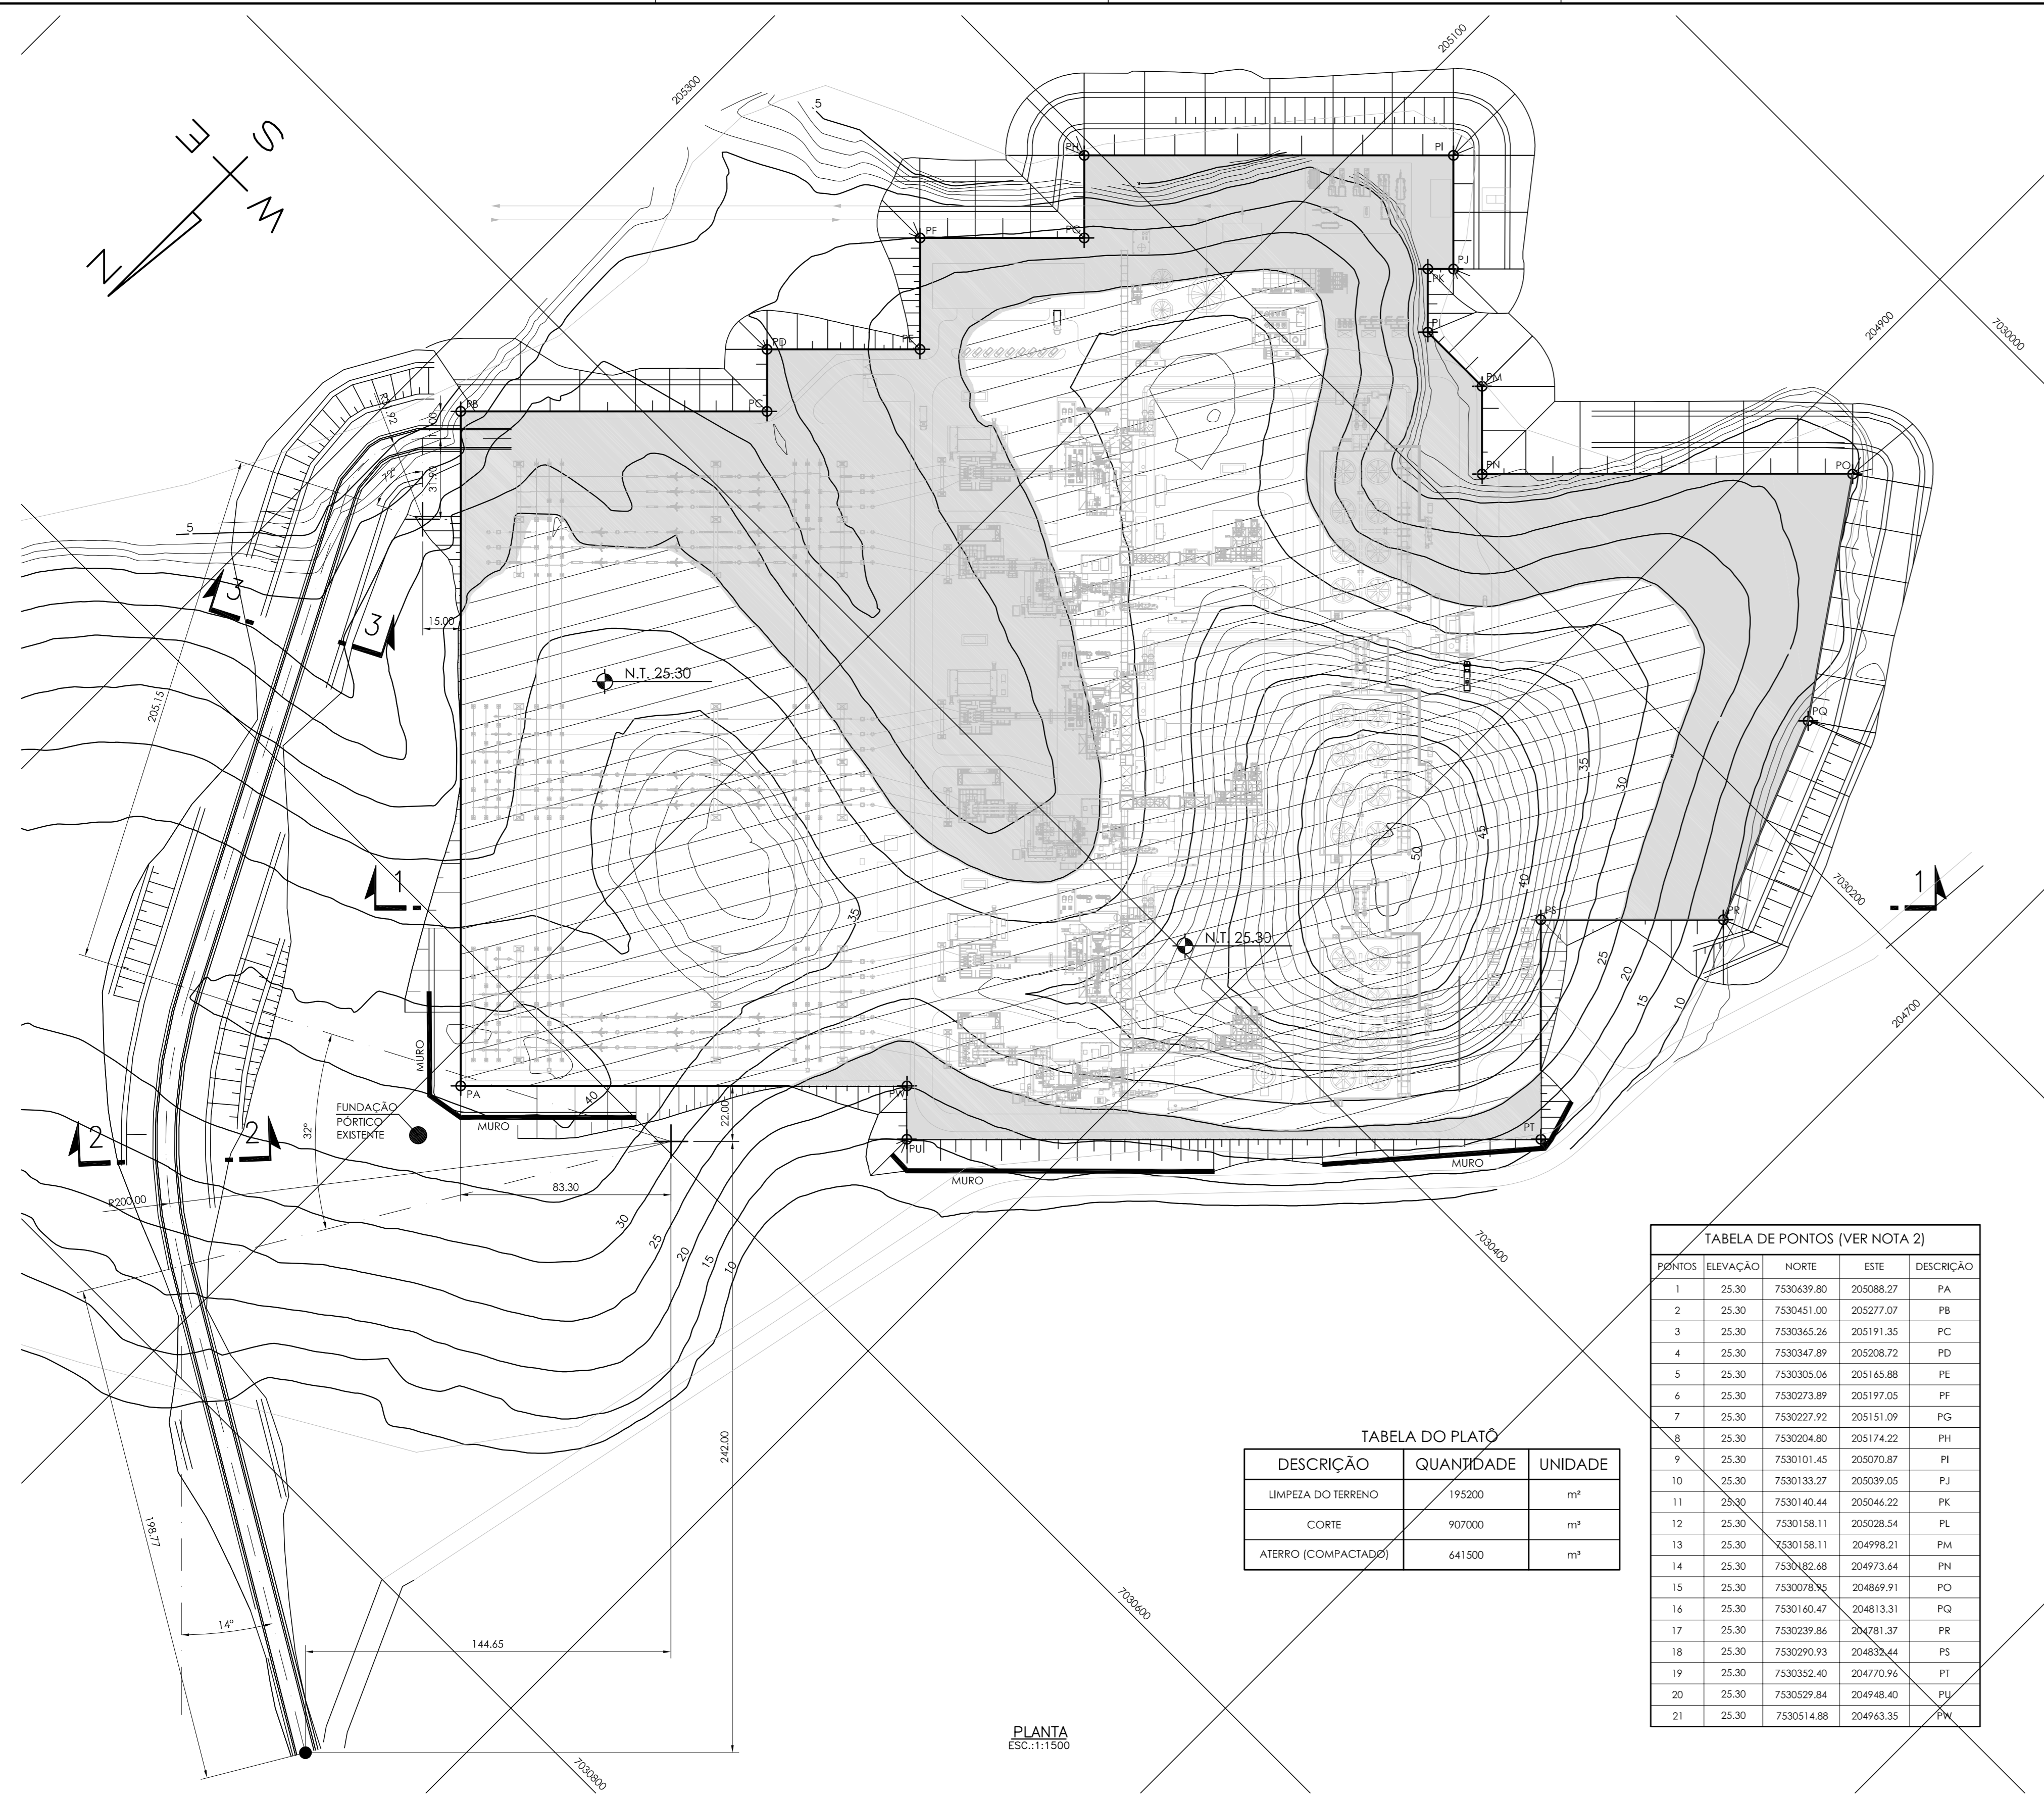 205300
205100
E
S
W
N
.5
PH
PI
PF
PG
PJ
PK
7030000
204900
PL
PD
PE
PM
PB
PC
R31.92
11.00
31.90
72°
PN
PO
5
3
3
15.00
N.T. 25.30
205.15
PQ
35
30
45
50
40
1
35
PS
PR
7030200
1
N.T. 25.30
25
20
15
10
204700
MURO
PA
40
PW
22.00
FUNDAÇÃO
PÓRTICO
EXISTENTE
MURO
32°
2
2
PU
PT
MURO
MURO
R200.00
83.30
30
25
20
15
10
7030400
242.00
198.77
14°
144.65
7030600
7030800
TABELA DO PLATÔ
DESCRIÇÃO QUANTIDADE UNIDADE
LIMPEZA DO TERRENO 195200 m²
CORTE 907000 m³
ATERRO (COMPACTADO) 641500 m³
TABELA DE PONTOS (VER NOTA 2)
PONTOS ELEVAÇÃO NORTE ESTE DESCRIÇÃO
1 25.30 7530639.80 205088.27 PA
2 25.30 7530451.00 205277.07 PB
3 25.30 7530365.26 205191.35 PC
4 25.30 7530347.89 205208.72 PD
5 25.30 7530305.06 205165.88 PE
6 25.30 7530273.89 205197.05 PF
7 25.30 7530227.92 205151.09 PG
8 25.30 7530204.80 205174.22 PH
9 25.30 7530101.45 205070.87 PI
10 25.30 7530133.27 205039.05 PJ
11 25.30 7530140.44 205046.22 PK
12 25.30 7530158.11 205028.54 PL
13 25.30 7530158.11 204998.21 PM
14 25.30 7530182.68 204973.64 PN
15 25.30 7530078.95 204869.91 PO
16 25.30 7530160.47 204813.31 PQ
17 25.30 7530239.86 204781.37 PR
18 25.30 7530290.93 204832.44 PS
19 25.30 7530352.40 204770.96 PT
20 25.30 7530529.84 204948.40 PU
21 25.30 7530514.88 204963.35 PW
PLANTA
ESC.:1:1500